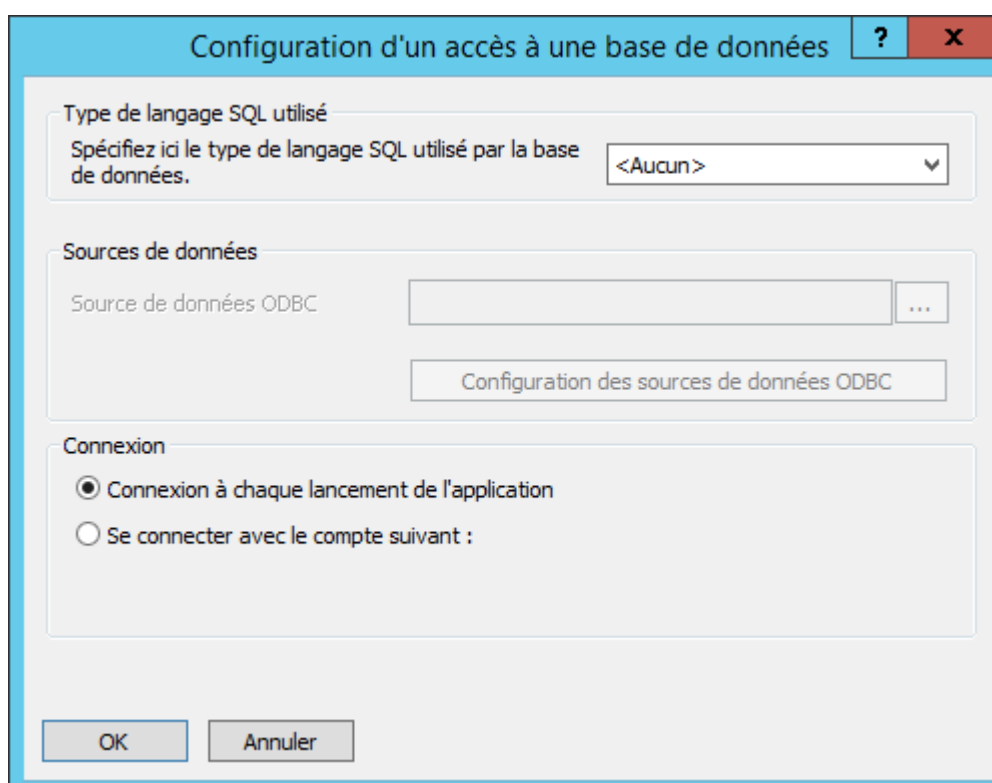 Configuration d'un accès à une base de données
?
x
Type de langage SQL utilisé
Spécifiez ici le type de langage SQL utilisé par la base
de données.
<Aucun>
Sources de données
Source de données ODBC
...
Configuration des sources de données ODBC
Connexion
Connexion à chaque lancement de l'application
Se connecter avec le compte suivant :
OK
Annuler